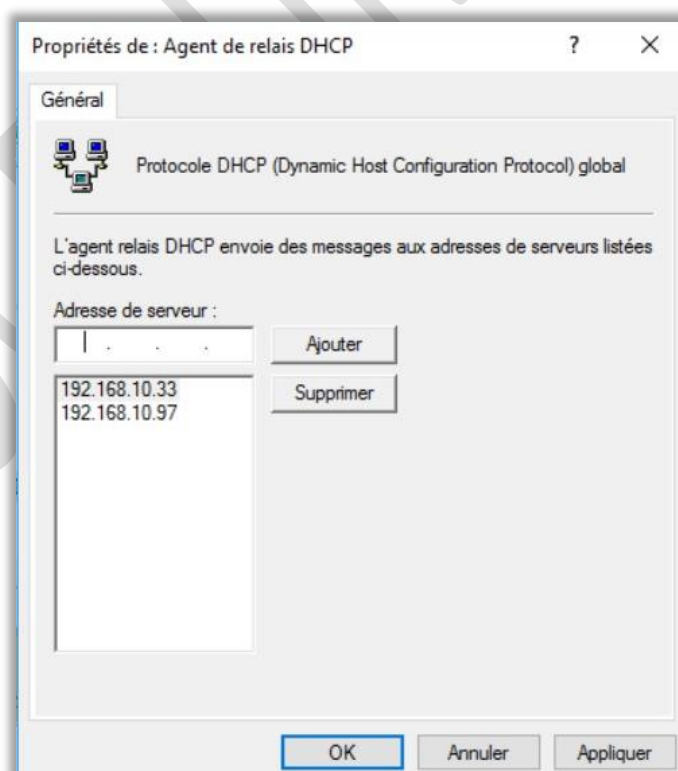 Propriétés de : Agent de relais DHCP ? ×
Général
Protocole DHCP (Dynamic Host Configuration Protocol) global
L'agent relais DHCP envoie des messages aux adresses de serveurs listées
ci-dessous.
Adresse de serveur :
. . .
Ajouter
192.168.10.33
192.168.10.97
Supprimer
OK Annuler Appliquer